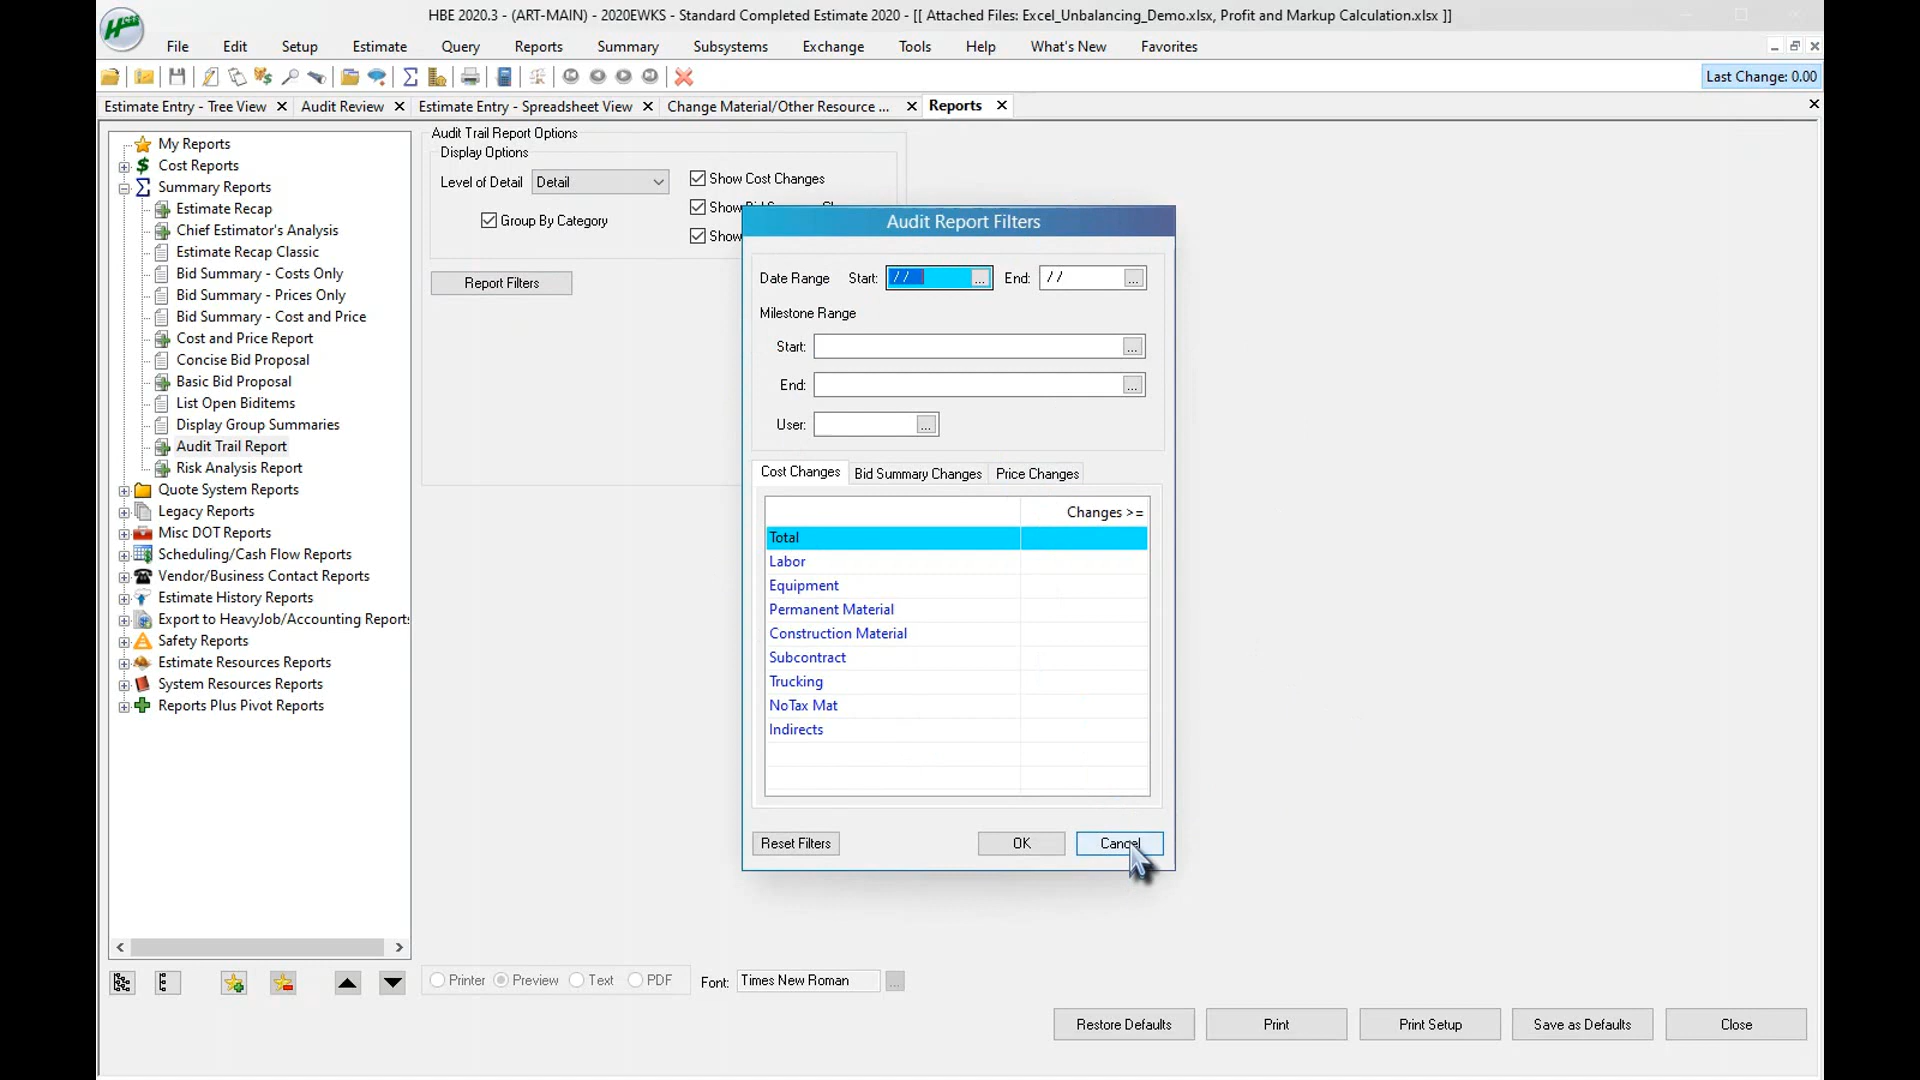 HBE 2020.3 - (ART-MAIN) - 2020EWKS - Standard Completed Estimate 2020 - [[ Attached Files: Excel_Unbalancing_Demo.xlsx, Profit and Markup Calculation.xlsx ]]
File Edit Setup Estimate Query Reports Summary Subsystems Exchange Tools Help What's New Favorites
Last Change: 0.00
Estimate Entry - Tree View Audit Review Estimate Entry - Spreadsheet View Change Material/Other Resource ... Reports
My Reports
Cost Reports
Summary Reports
Estimate Recap
Chief Estimator's Analysis
Estimate Recap Classic
Bid Summary - Costs Only
Bid Summary - Prices Only
Bid Summary - Cost and Price
Cost and Price Report
Concise Bid Proposal
Basic Bid Proposal
List Open Biditems
Display Group Summaries
Audit Trail Report
Risk Analysis Report
Quote System Reports
Legacy Reports
Misc DOT Reports
Scheduling/Cash Flow Reports
Vendor/Business Contact Reports
Estimate History Reports
Export to HeavyJob/Accounting Reports
Safety Reports
Estimate Resources Reports
System Resources Reports
Reports Plus Pivot Reports
Audit Trail Report Options
Display Options
Level of Detail Detail
Show Cost Changes
Group By Category
Show
Show
Report Filters
Audit Report Filters
Date Range Start: / / ... End: / / ...
Milestone Range
Start: ...
End: ...
User: ...
Cost Changes Bid Summary Changes Price Changes
Changes >=
Total
Labor
Equipment
Permanent Material
Construction Material
Subcontract
Trucking
NoTax Mat
Indirects
Reset Filters OK Cancel
Printer Preview Text PDF Font: Times New Roman ...
Restore Defaults Print Print Setup Save as Defaults Close